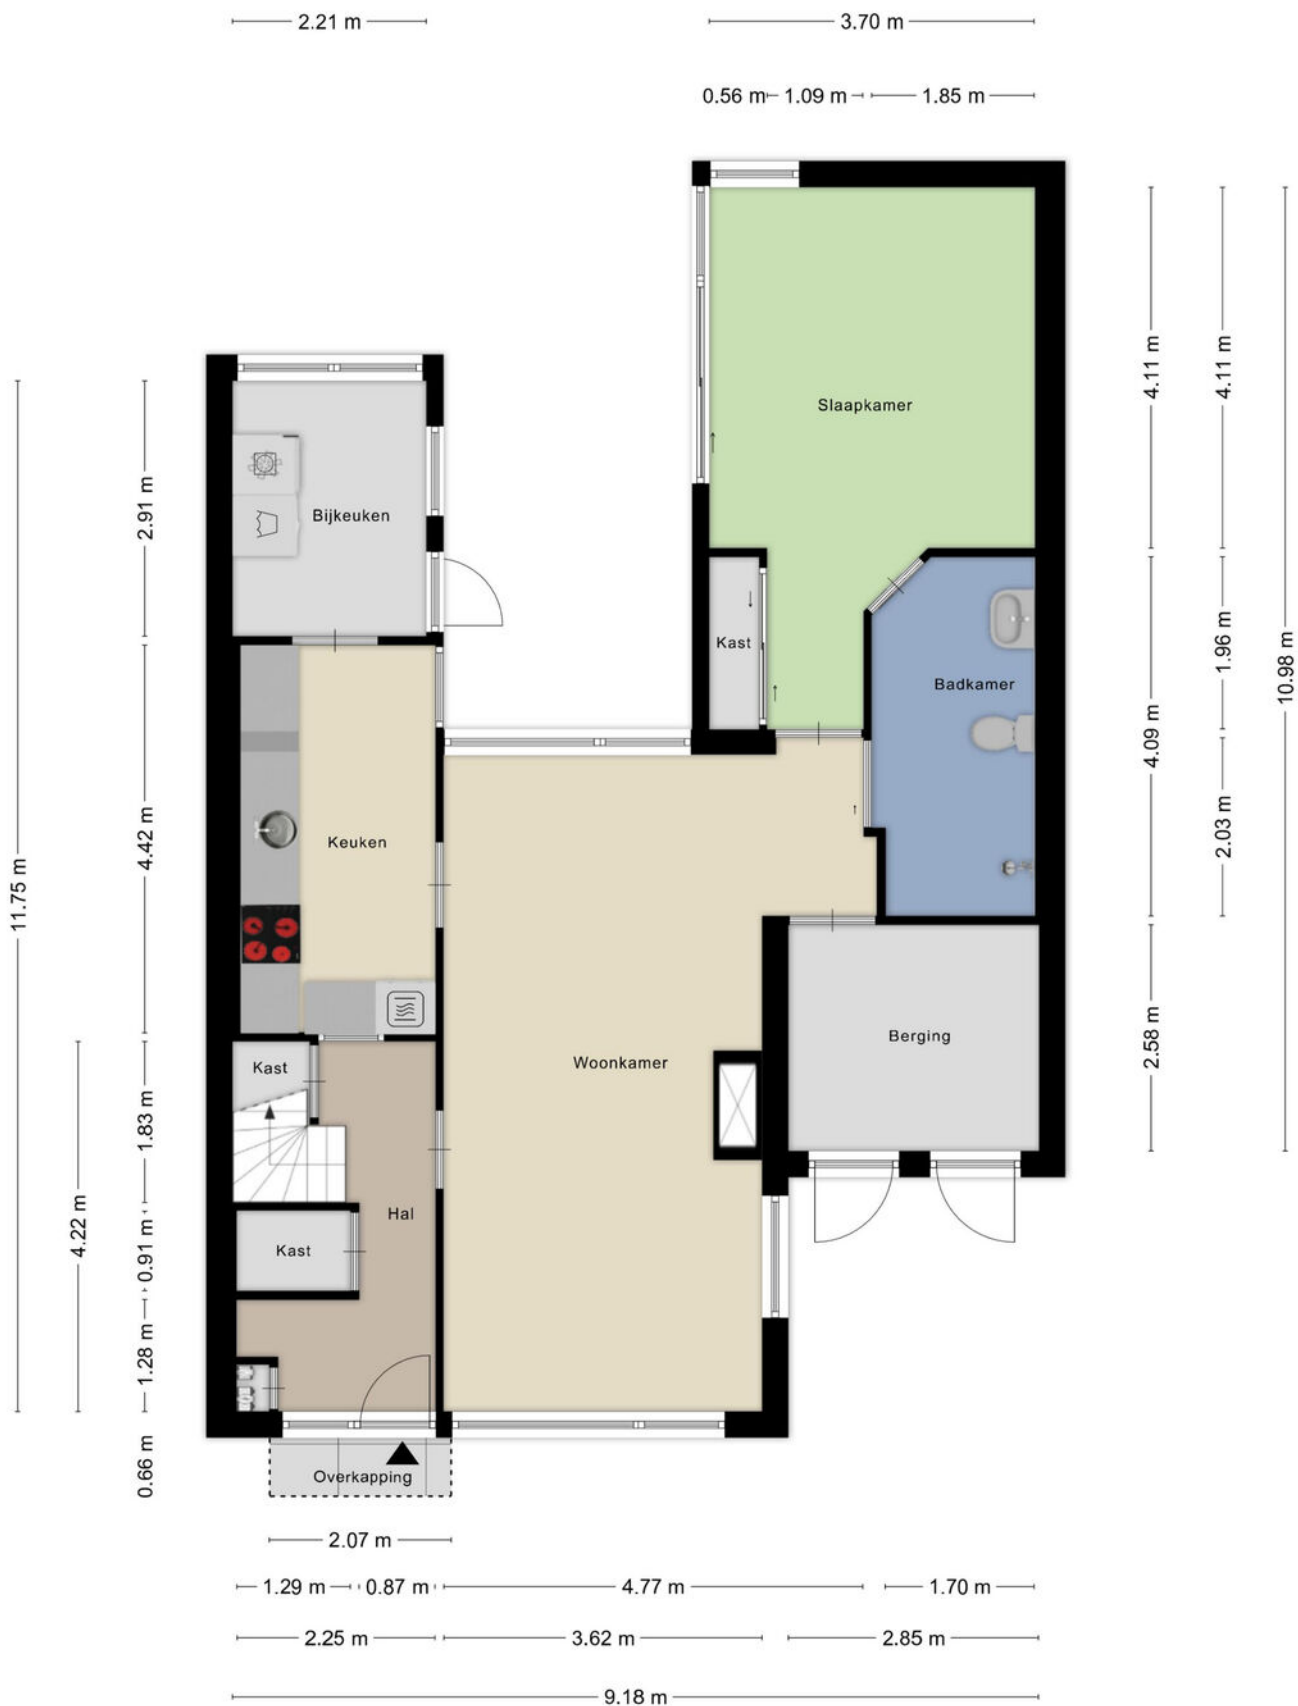 2.21 m
3.70 m
0.56 m
1.09 m
1.85 m
Slaapkamer
4.11 m
4.11 m
Bijkeuken
2.91 m
Kast
Badkamer
1.96 m
10.98 m
4.09 m
2.03 m
Keuken
4.42 m
11.75 m
Woonkamer
Berging
2.58 m
Kast
1.83 m
Hal
4.22 m
Kast
0.91 m
1.28 m
0.66 m
Overkapping
2.07 m
1.29 m
0.87 m
4.77 m
1.70 m
2.25 m
3.62 m
2.85 m
9.18 m